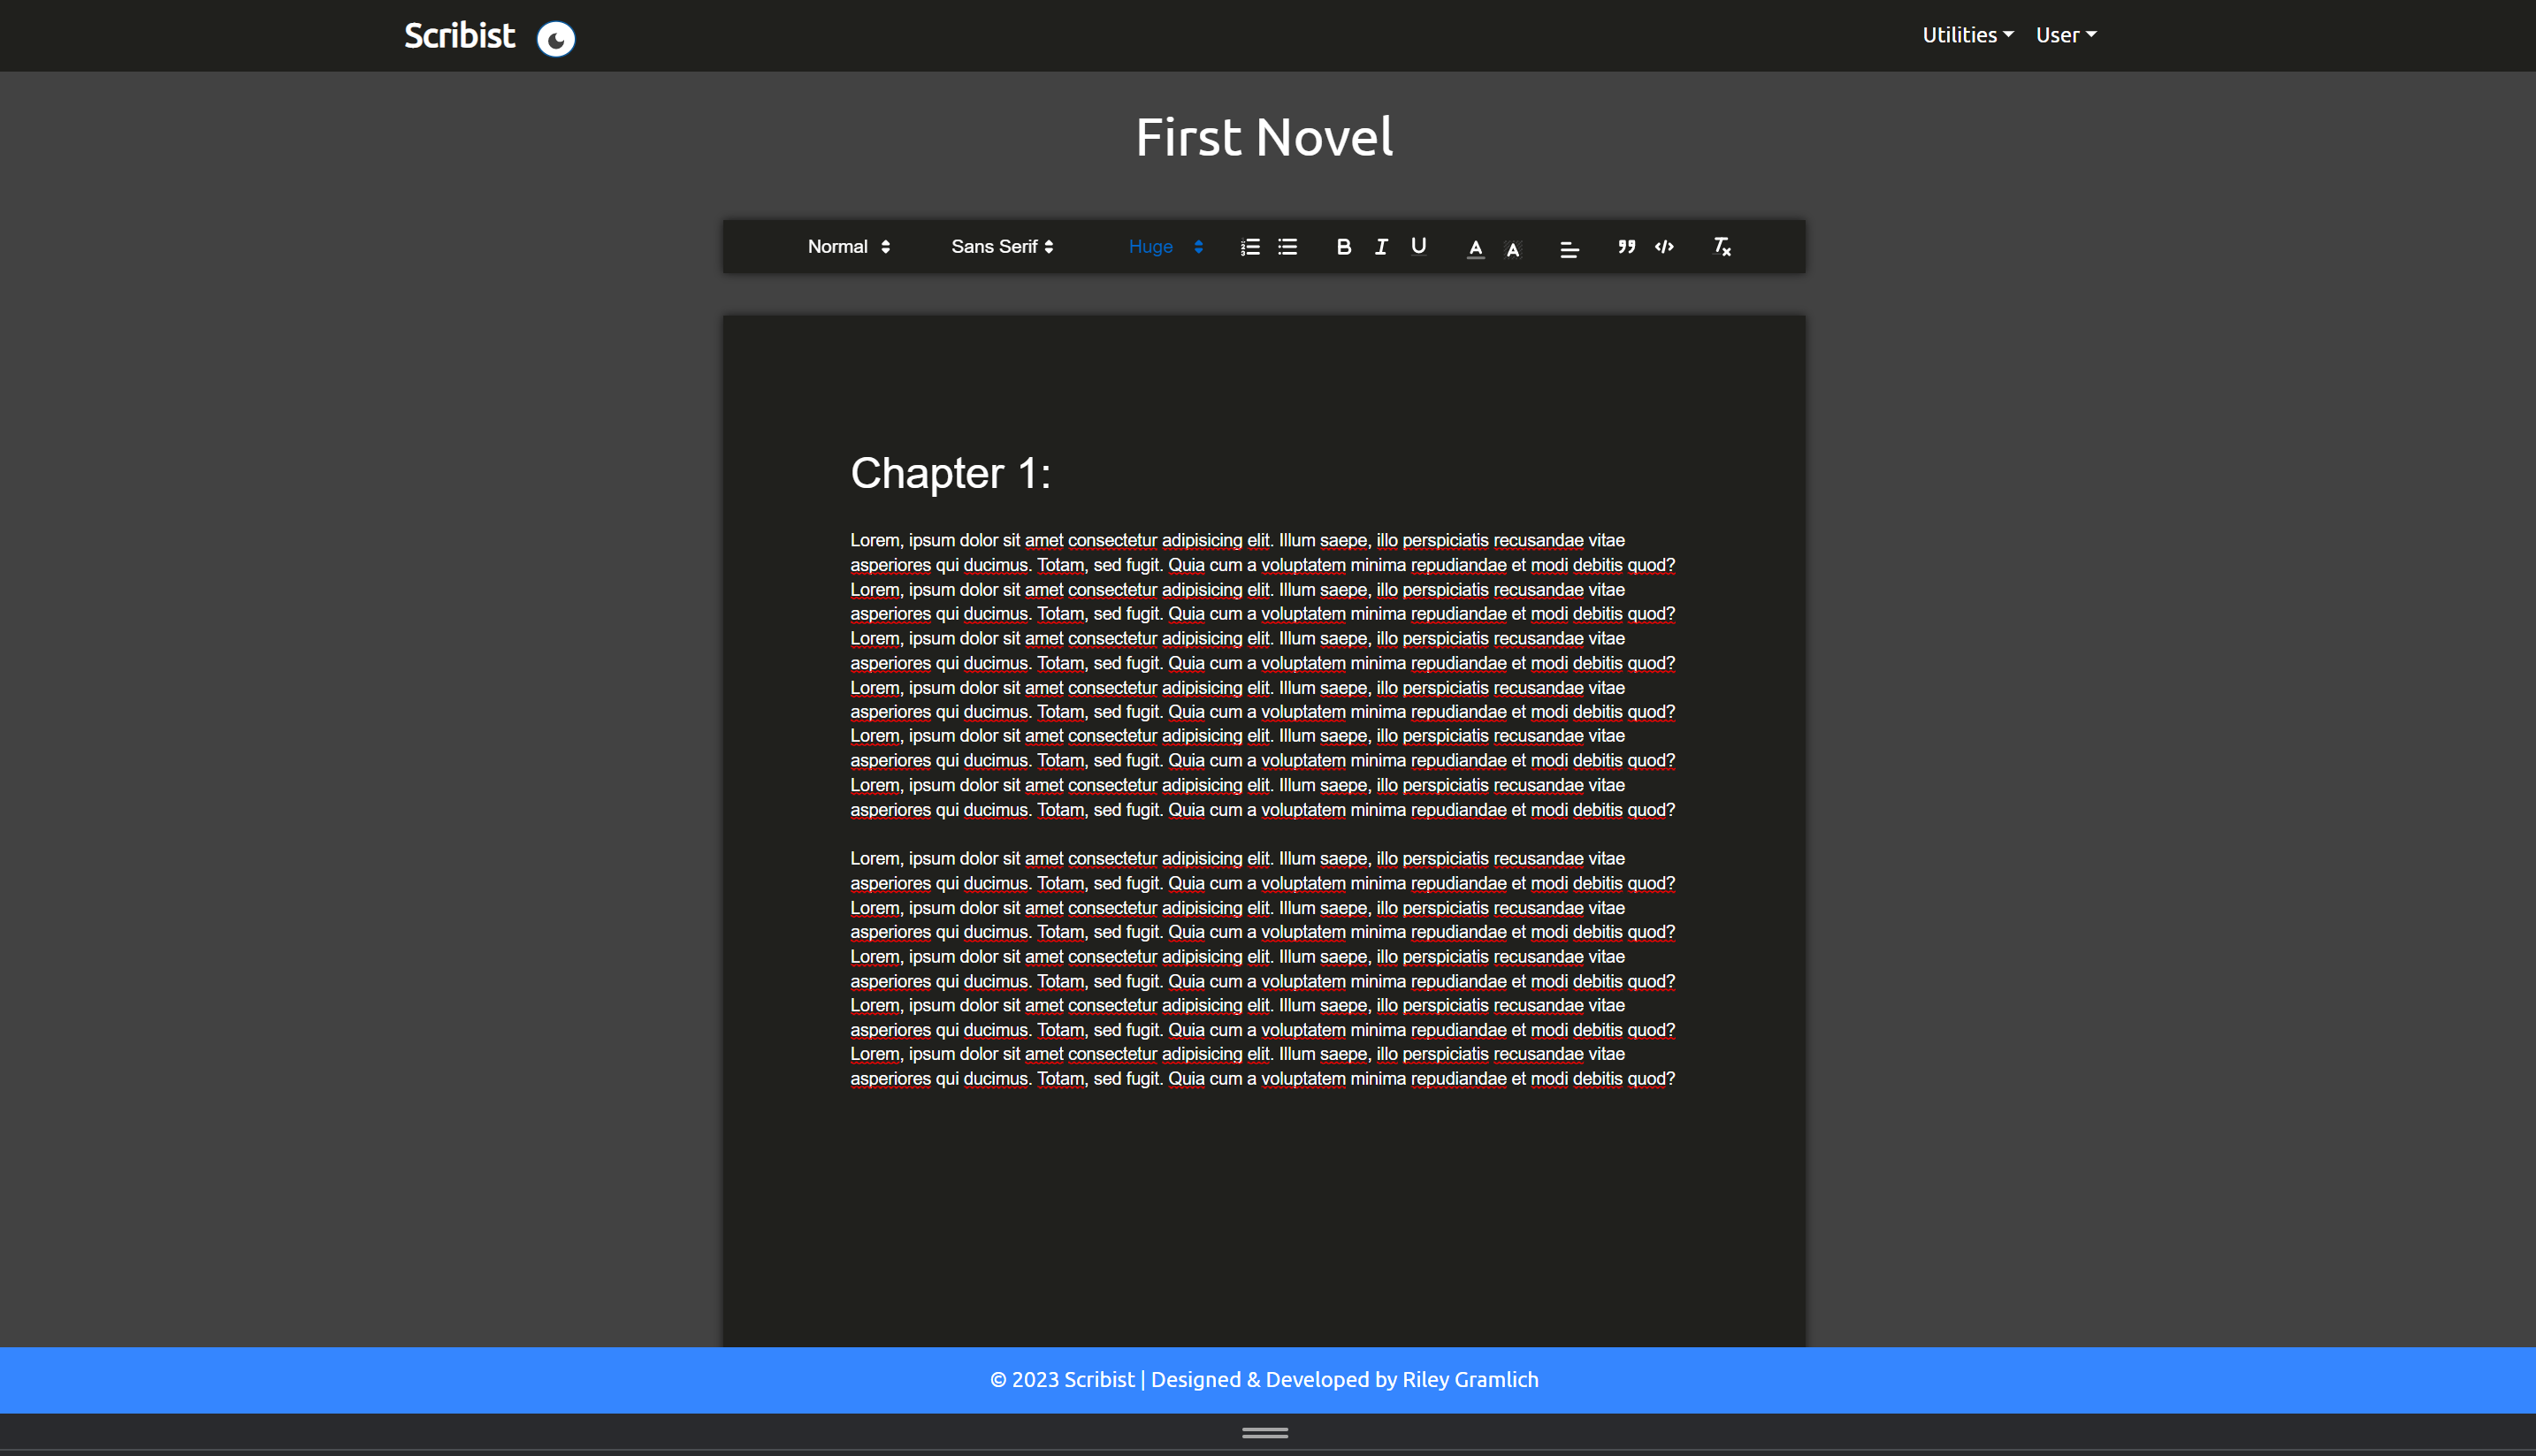 Scribist
Utilities User
First Novel
Normal Sans Serif Huge
Chapter 1:
Lorem, ipsum dolor sit amet consectetur adipisicing elit. Illum saepe, illo perspiciatis recusandae vitae
asperiores qui ducimus. Totam, sed fugit. Quia cum a voluptatem minima repudiandae et modi debitis quod?
Lorem, ipsum dolor sit amet consectetur adipisicing elit. Illum saepe, illo perspiciatis recusandae vitae
asperiores qui ducimus. Totam, sed fugit. Quia cum a voluptatem minima repudiandae et modi debitis quod?
Lorem, ipsum dolor sit amet consectetur adipisicing elit. Illum saepe, illo perspiciatis recusandae vitae
asperiores qui ducimus. Totam, sed fugit. Quia cum a voluptatem minima repudiandae et modi debitis quod?
Lorem, ipsum dolor sit amet consectetur adipisicing elit. Illum saepe, illo perspiciatis recusandae vitae
asperiores qui ducimus. Totam, sed fugit. Quia cum a voluptatem minima repudiandae et modi debitis quod?
Lorem, ipsum dolor sit amet consectetur adipisicing elit. Illum saepe, illo perspiciatis recusandae vitae
asperiores qui ducimus. Totam, sed fugit. Quia cum a voluptatem minima repudiandae et modi debitis quod?
Lorem, ipsum dolor sit amet consectetur adipisicing elit. Illum saepe, illo perspiciatis recusandae vitae
asperiores qui ducimus. Totam, sed fugit. Quia cum a voluptatem minima repudiandae et modi debitis quod?
Lorem, ipsum dolor sit amet consectetur adipisicing elit. Illum saepe, illo perspiciatis recusandae vitae
asperiores qui ducimus. Totam, sed fugit. Quia cum a voluptatem minima repudiandae et modi debitis quod?
Lorem, ipsum dolor sit amet consectetur adipisicing elit. Illum saepe, illo perspiciatis recusandae vitae
asperiores qui ducimus. Totam, sed fugit. Quia cum a voluptatem minima repudiandae et modi debitis quod?
Lorem, ipsum dolor sit amet consectetur adipisicing elit. Illum saepe, illo perspiciatis recusandae vitae
asperiores qui ducimus. Totam, sed fugit. Quia cum a voluptatem minima repudiandae et modi debitis quod?
Lorem, ipsum dolor sit amet consectetur adipisicing elit. Illum saepe, illo perspiciatis recusandae vitae
asperiores qui ducimus. Totam, sed fugit. Quia cum a voluptatem minima repudiandae et modi debitis quod?
Lorem, ipsum dolor sit amet consectetur adipisicing elit. Illum saepe, illo perspiciatis recusandae vitae
asperiores qui ducimus. Totam, sed fugit. Quia cum a voluptatem minima repudiandae et modi debitis quod?
© 2023 Scribist | Designed & Developed by Riley Gramlich